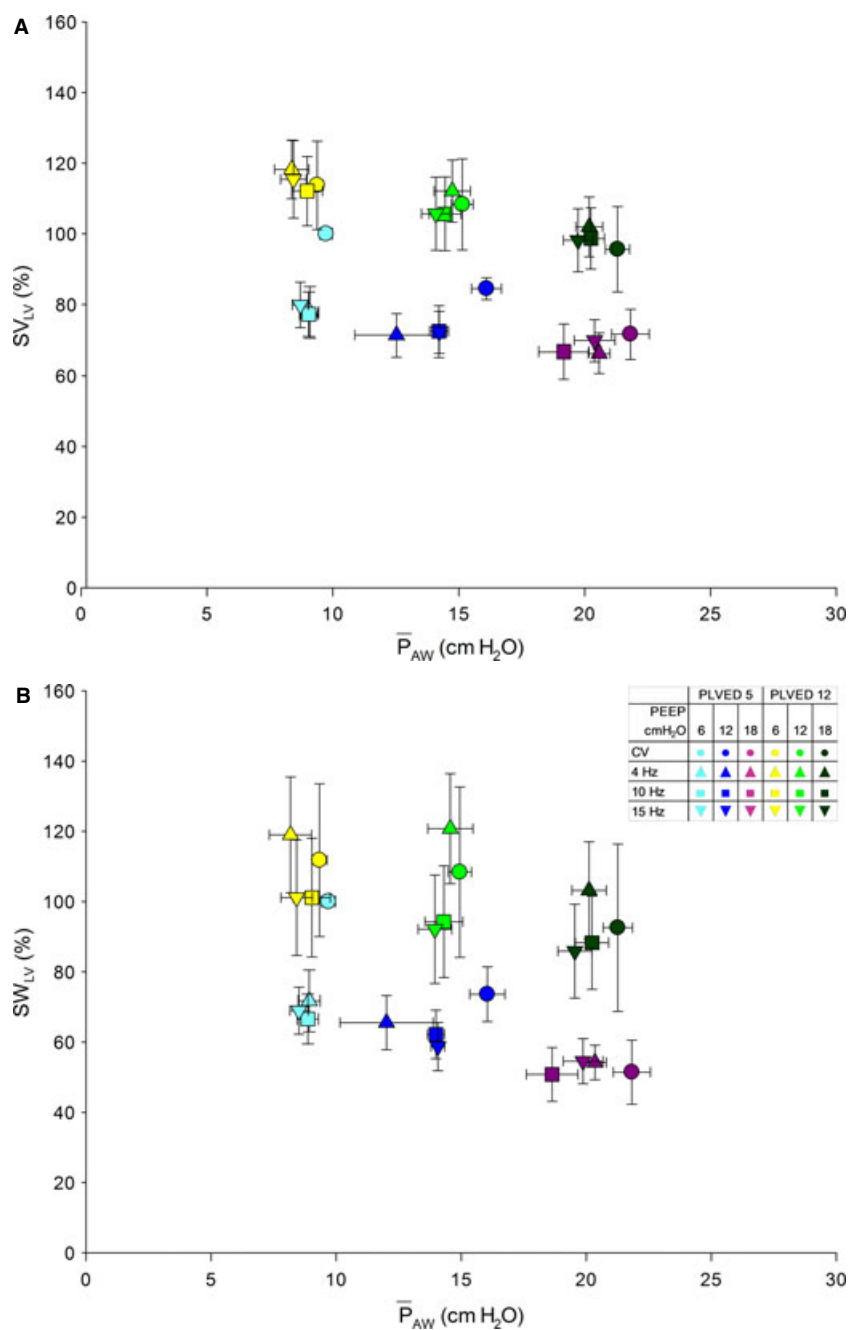 A
160
140
120
100
80
60
40
20
0
SV_LV (%)
0 5 10 15 20 25 30
P̅_AW (cm H₂O)
B
160
140
120
100
80
60
40
20
0
SW_LV (%)
PLVED 5 PLVED 12
PEEP
cmH₂O 6 12 18 6 12 18
CV
4 Hz
10 Hz
15 Hz
0 5 10 15 20 25 30
P̅_AW (cm H₂O)